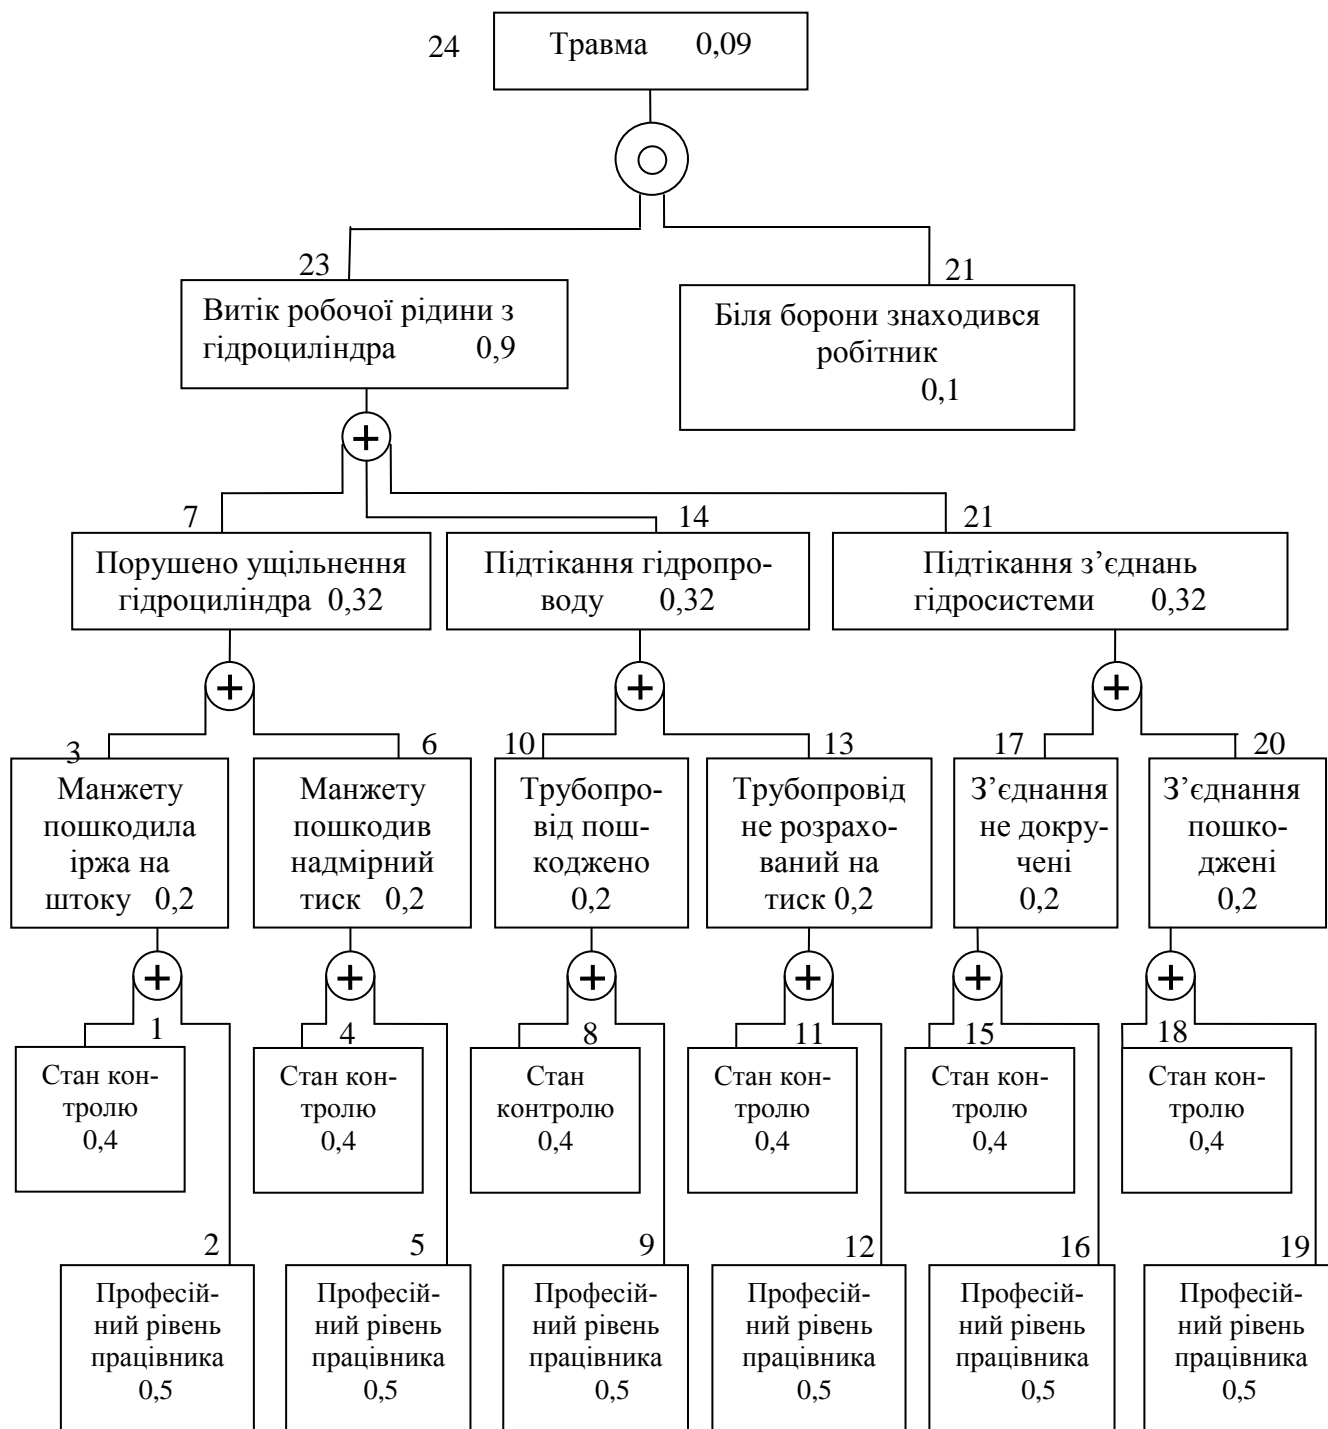 24
Травма 0,09
23
Витік робочої рідини з
гідроциліндра 0,9
21
Біля борони знаходився
робітник
0,1
+
7
Порушено ущільнення
гідроциліндра 0,32
14
Підтікання гідропро-
воду 0,32
21
Підтікання з’єднань
гідросистеми 0,32
+
+
+
3
Манжету
пошкодила
іржа на
штоку 0,2
6
Манжету
пошкодив
надмірний
тиск 0,2
10
Трубопро-
від пош-
коджено
0,2
13
Трубопровід
не розрахо-
ваний на
тиск 0,2
17
З’єднання
не докру-
чені
0,2
20
З’єднання
пошко-
джені
0,2
+
+
+
+
+
+
1
Стан кон-
тролю
0,4
4
Стан кон-
тролю
0,4
8
Стан
контролю
0,4
11
Стан кон-
тролю
0,4
15
Стан кон-
тролю
0,4
18
Стан кон-
тролю
0,4
2
Професій-
ний рівень
працівника
0,5
5
Професій-
ний рівень
працівника
0,5
9
Професій-
ний рівень
працівника
0,5
12
Професій-
ний рівень
працівника
0,5
16
Професій-
ний рівень
працівника
0,5
19
Професій-
ний рівень
працівника
0,5